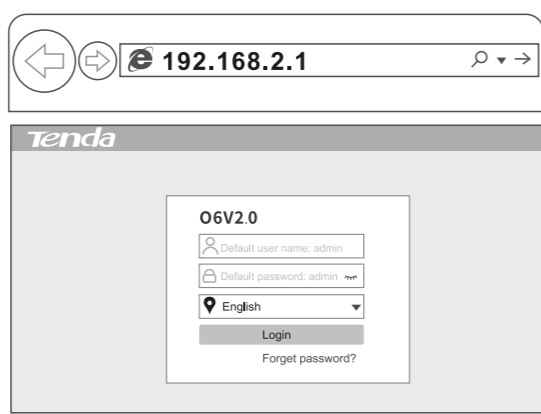 192.168.2.1
Tenda
O6V2.0
Default user name: admin
Default password: admin
English
Login
Forget password?